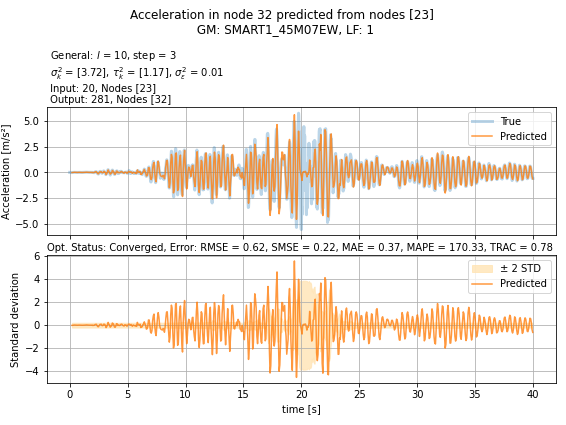 Acceleration in node 32 predicted from nodes [23]
GM: SMART1_45M07EW, LF: 1
General: l = 10, step = 3
σ²ₖ = [3.72], τ²ₖ = [1.17], σ²ε = 0.01
Input: 20, Nodes [23]
Output: 281, Nodes [32]
Acceleration [m/s²]
5.0
2.5
0.0
−2.5
−5.0
True
Predicted
Opt. Status: Converged, Error: RMSE = 0.62, SMSE = 0.22, MAE = 0.37, MAPE = 170.33, TRAC = 0.78
Standard deviation
6
4
2
0
−2
−4
± 2 STD
Predicted
0 5 10 15 20 25 30 35 40
time [s]